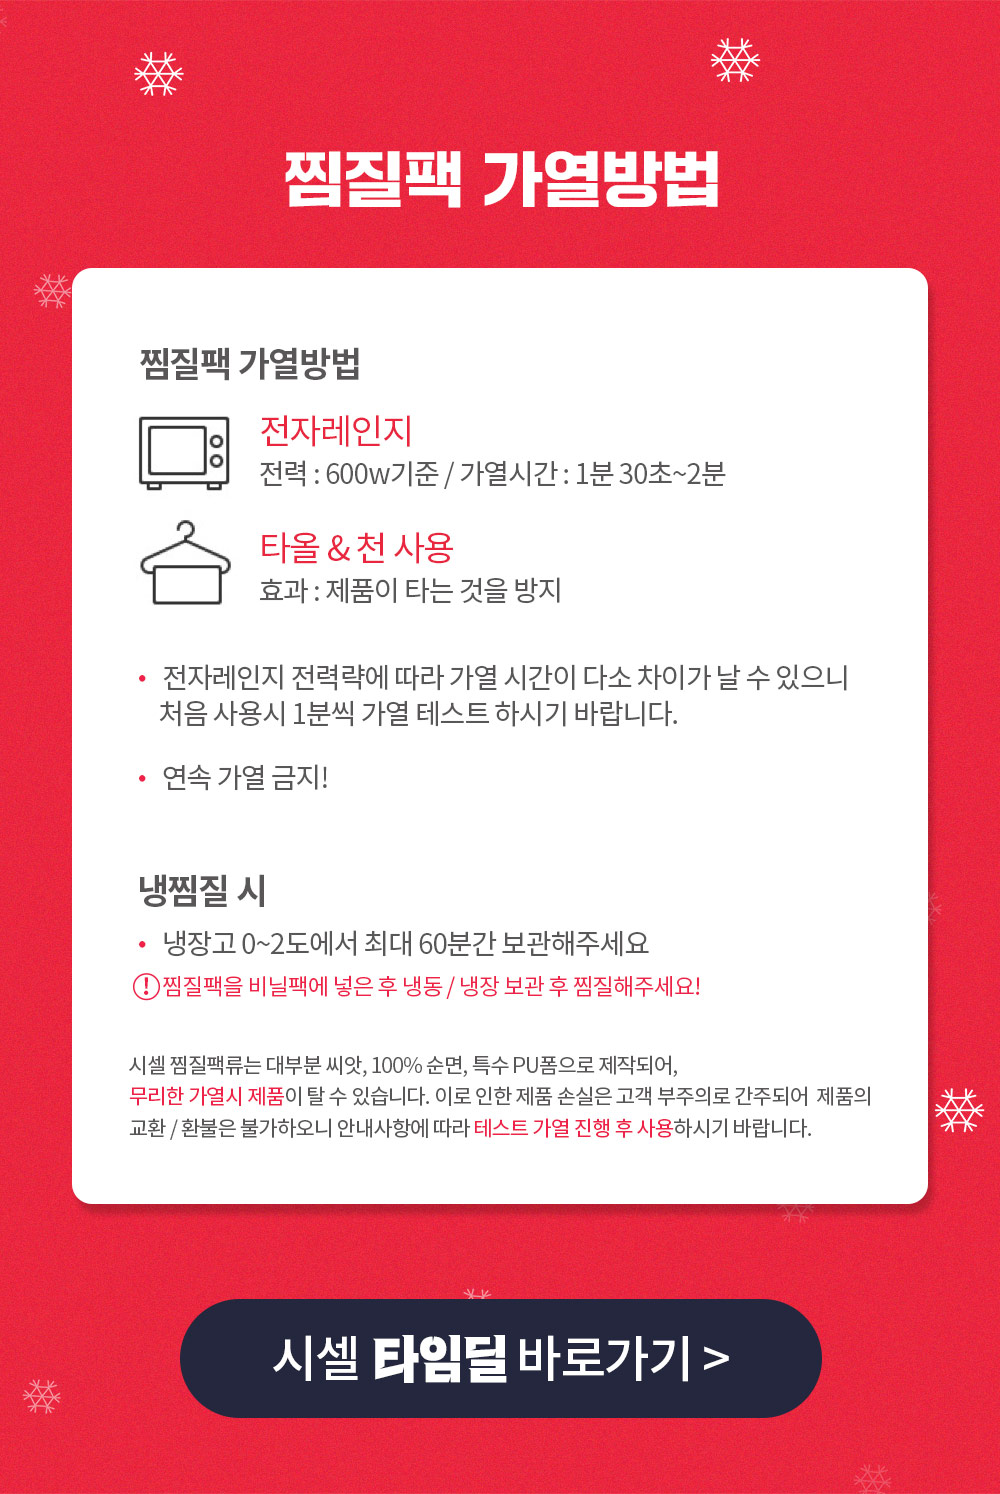 찜질팩 가열방법
찜질팩 가열방법
전자레인지
전력 : 600w기준 / 가열시간 : 1분 30초~2분
타올 & 천 사용
효과 : 제품이 타는 것을 방지
• 전자레인지 전력략에 따라 가열 시간이 다소 차이가 날 수 있으니
처음 사용시 1분씩 가열 테스트 하시기 바랍니다.
• 연속 가열 금지!
냉찜질 시
• 냉장고 0~2도에서 최대 60분간 보관해주세요
! 찜질팩을 비닐팩에 넣은 후 냉동 / 냉장 보관 후 찜질해주세요!
시셀 찜질팩류는 대부분 씨앗, 100% 순면, 특수 PU폼으로 제작되어,
무리한 가열시 제품이 탈 수 있습니다. 이로 인한 제품 손실은 고객 부주의로 간주되어 제품의
교환 / 환불은 불가하오니 안내사항에 따라 테스트 가열 진행 후 사용하시기 바랍니다.
시셀 타임딜 바로가기 >